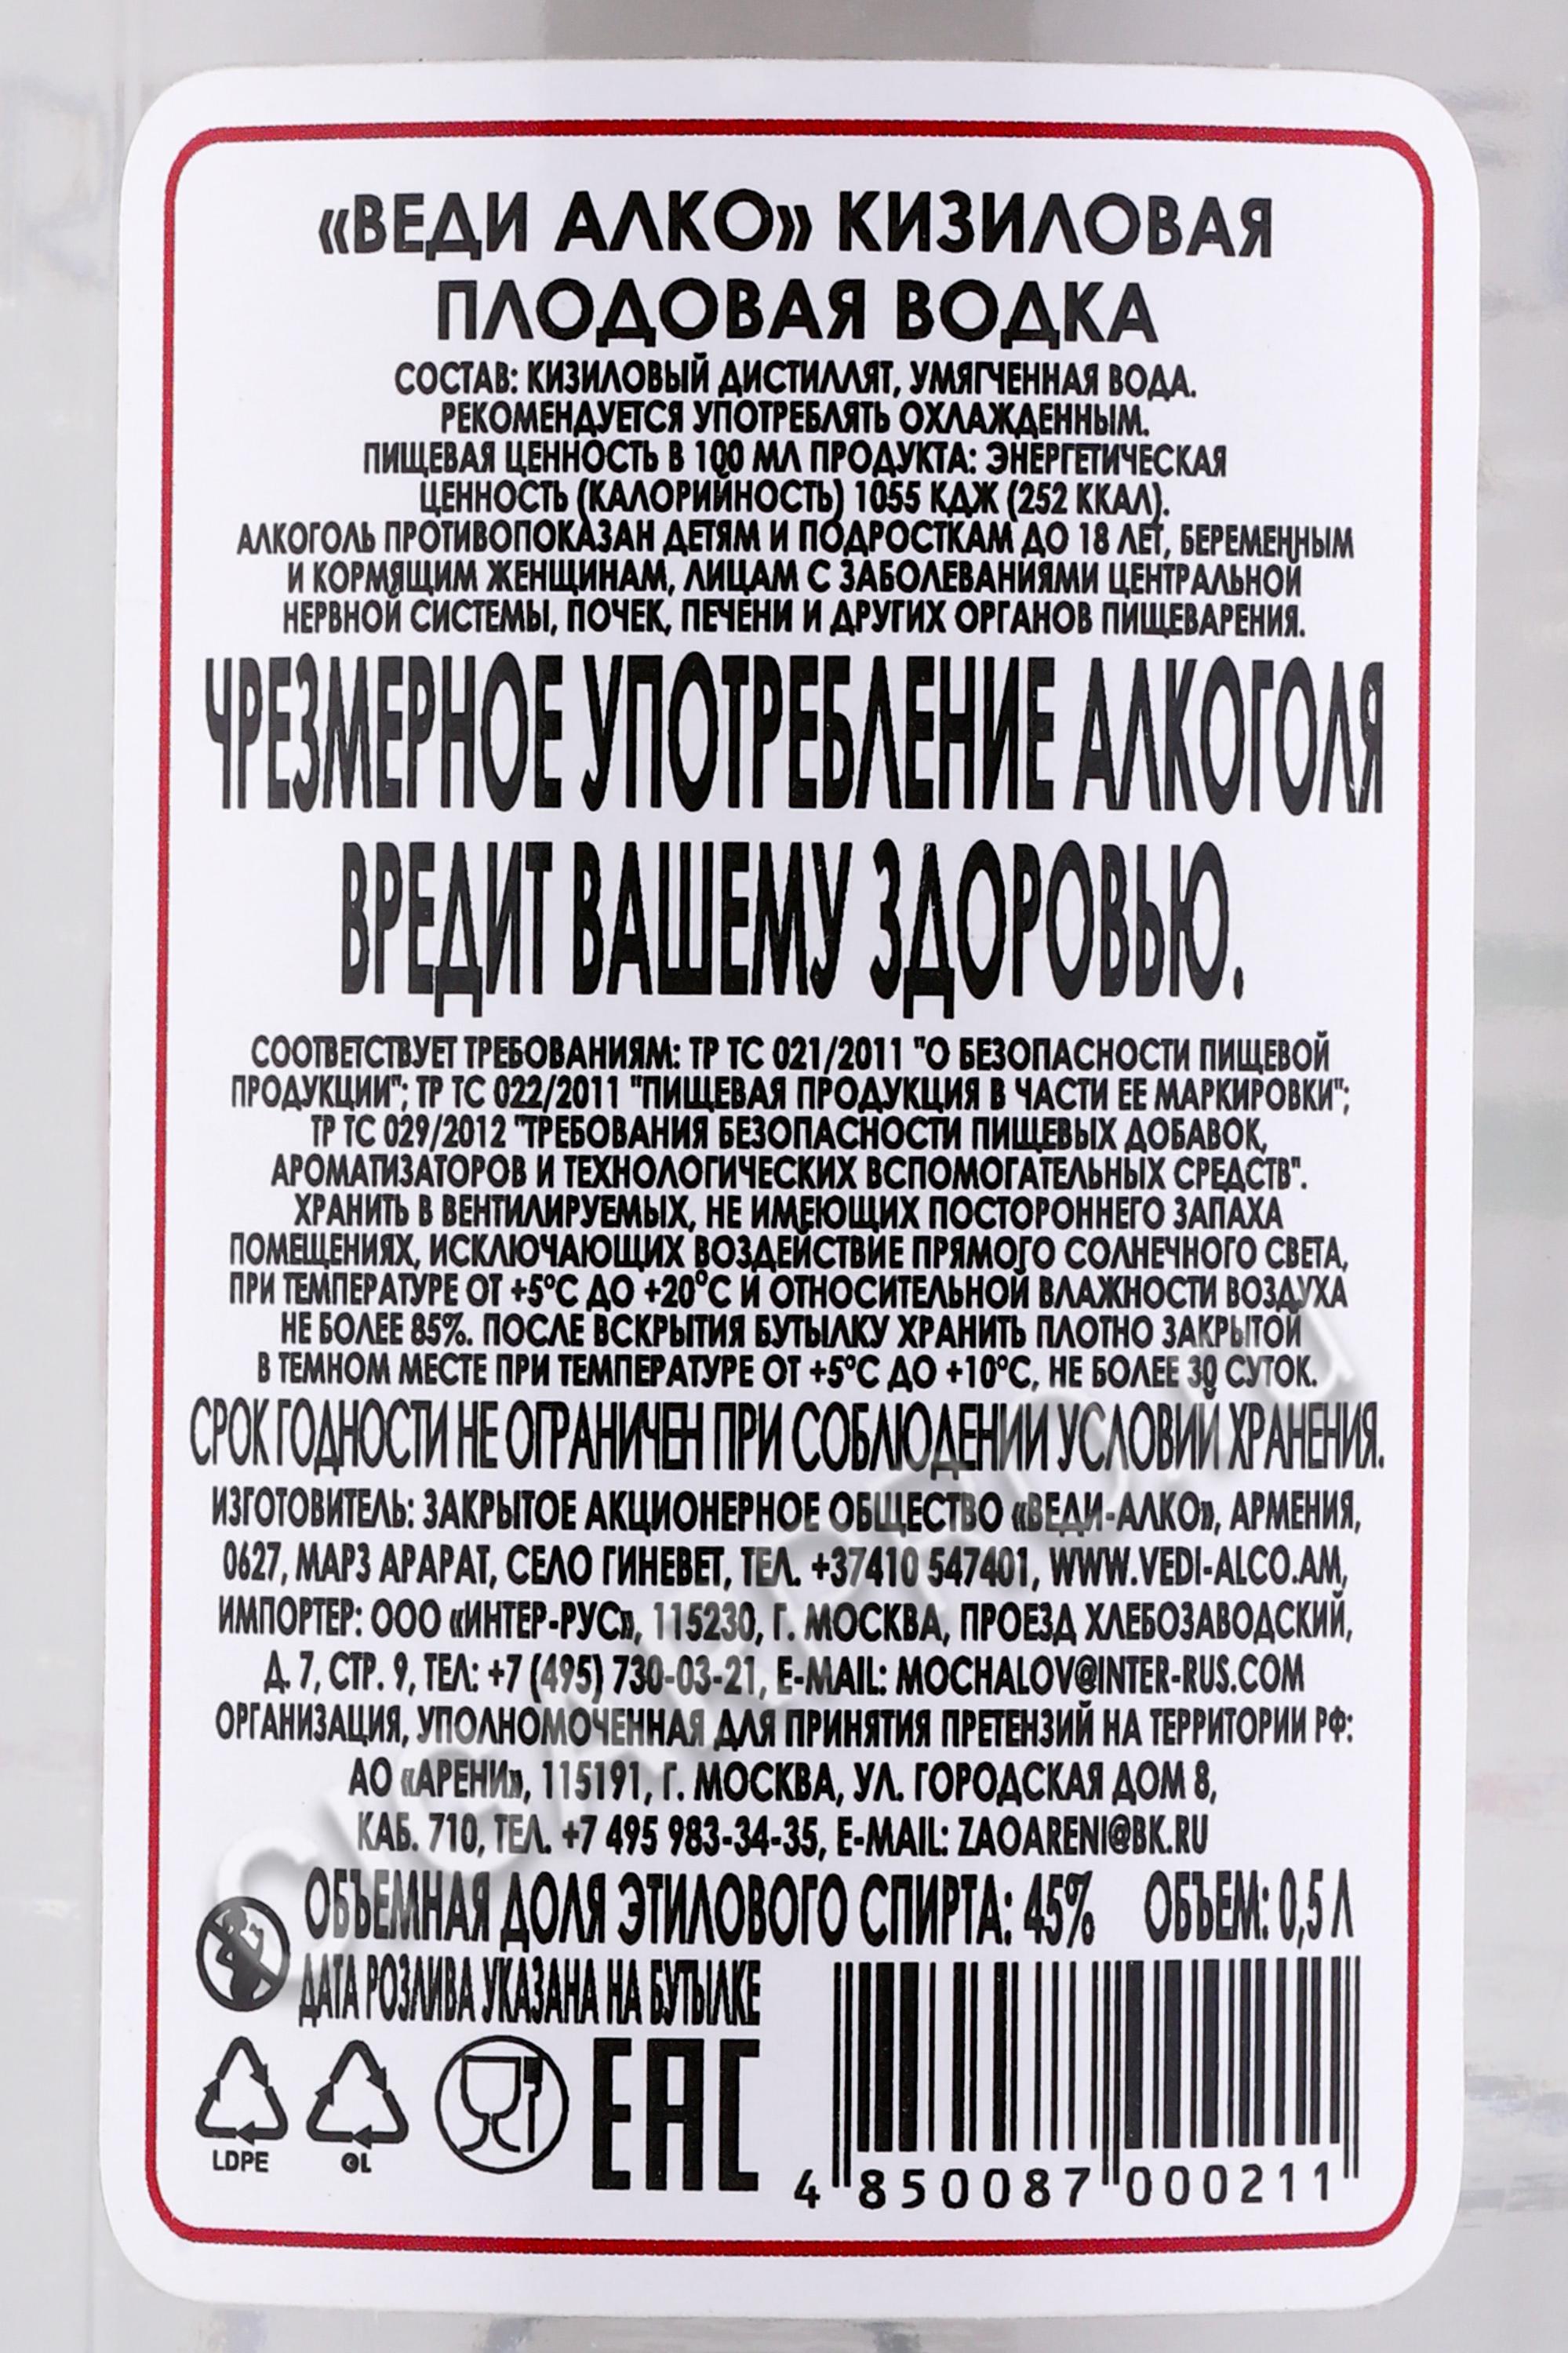 «ВЕДИ АЛКО» КИЗИЛОВАЯ
ПЛОДОВАЯ ВОДКА
СОСТАВ: КИЗИЛОВЫЙ ДИСТИЛЛЯТ, УМЯГЧЕННАЯ ВОДА.
РЕКОМЕНДУЕТСЯ УПОТРЕБЛЯТЬ ОХЛАЖДЕННЫМ.
ПИЩЕВАЯ ЦЕННОСТЬ В 100 МЛ ПРОДУКТА: ЭНЕРГЕТИЧЕСКАЯ
ЦЕННОСТЬ (КАЛОРИЙНОСТЬ) 1055 КДЖ (252 ККАЛ).
АЛКОГОЛЬ ПРОТИВОПОКАЗАН ДЕТЯМ И ПОДРОСТКАМ ДО 18 ЛЕТ, БЕРЕМЕННЫМ
И КОРМЯЩИМ ЖЕНЩИНАМ, ЛИЦАМ С ЗАБОЛЕВАНИЯМИ ЦЕНТРАЛЬНОЙ
НЕРВНОЙ СИСТЕМЫ, ПОЧЕК, ПЕЧЕНИ И ДРУГИХ ОРГАНОВ ПИЩЕВАРЕНИЯ.
ЧРЕЗМЕРНОЕ УПОТРЕБЛЕНИЕ АЛКОГОЛЯ
ВРЕДИТ ВАШЕМУ ЗДОРОВЬЮ.
СООТВЕТСТВУЕТ ТРЕБОВАНИЯМ: ТР ТС 021/2011 "О БЕЗОПАСНОСТИ ПИЩЕВОЙ
ПРОДУКЦИИ"; ТР ТС 022/2011 "ПИЩЕВАЯ ПРОДУКЦИЯ В ЧАСТИ ЕЕ МАРКИРОВКИ";
ТР ТС 029/2012 "ТРЕБОВАНИЯ БЕЗОПАСНОСТИ ПИЩЕВЫХ ДОБАВОК,
АРОМАТИЗАТОРОВ И ТЕХНОЛОГИЧЕСКИХ ВСПОМОГАТЕЛЬНЫХ СРЕДСТВ".
ХРАНИТЬ В ВЕНТИЛИРУЕМЫХ, НЕ ИМЕЮЩИХ ПОСТОРОННЕГО ЗАПАХА
ПОМЕЩЕНИЯХ, ИСКЛЮЧАЮЩИХ ВОЗДЕЙСТВИЕ ПРЯМОГО СОЛНЕЧНОГО СВЕТА,
ПРИ ТЕМПЕРАТУРЕ ОТ +5°С ДО +20°С И ОТНОСИТЕЛЬНОЙ ВЛАЖНОСТИ ВОЗДУХА
НЕ БОЛЕЕ 85%. ПОСЛЕ ВСКРЫТИЯ БУТЫЛКУ ХРАНИТЬ ПЛОТНО ЗАКРЫТОЙ
В ТЕМНОМ МЕСТЕ ПРИ ТЕМПЕРАТУРЕ ОТ +5°С ДО +10°С, НЕ БОЛЕЕ 30 СУТОК.
СРОК ГОДНОСТИ НЕ ОГРАНИЧЕН ПРИ СОБЛЮДЕНИИ УСЛОВИЙ ХРАНЕНИЯ.
ИЗГОТОВИТЕЛЬ: ЗАКРЫТОЕ АКЦИОНЕРНОЕ ОБЩЕСТВО «ВЕДИ-АЛКО», АРМЕНИЯ,
0627, МАРЗ АРАРАТ, СЕЛО ГИНЕВЕТ, ТЕЛ. +37410 547401, WWW.VEDI-ALCO.AM,
ИМПОРТЕР: ООО «ИНТЕР-РУС», 115230, Г. МОСКВА, ПРОЕЗД ХЛЕБОЗАВОДСКИЙ,
Д. 7, СТР. 9, ТЕЛ: +7 (495) 730-03-21, E-MAIL: MOCHALOV@INTER-RUS.COM
ОРГАНИЗАЦИЯ, УПОЛНОМОЧЕННАЯ ДЛЯ ПРИНЯТИЯ ПРЕТЕНЗИЙ НА ТЕРРИТОРИИ РФ:
АО «АРЕНИ», 115191, Г. МОСКВА, УЛ. ГОРОДСКАЯ ДОМ 8,
КАБ. 710, ТЕЛ. +7 495 983-34-35, E-MAIL: ZAOARENI@BK.RU
ОБЪЕМНАЯ ДОЛЯ ЭТИЛОВОГО СПИРТА: 45% ОБЪЕМ: 0,5 Л
ДАТА РОЗЛИВА УКАЗАНА НА БУТЫЛКЕ
LDPE GL EAC
4 850087 000211
CIGARPRO.ru